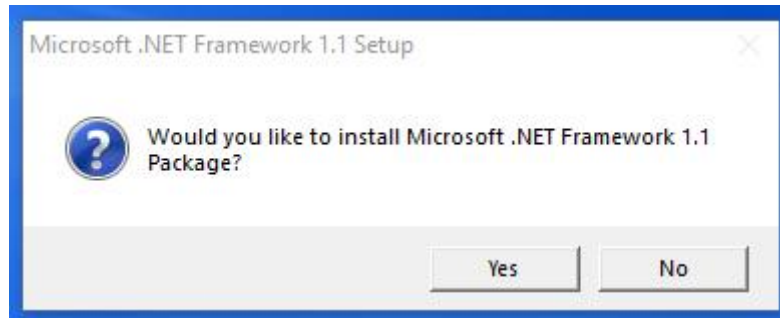 Microsoft .NET Framework 1.1 Setup
Would you like to install Microsoft .NET Framework 1.1
Package?
Yes No